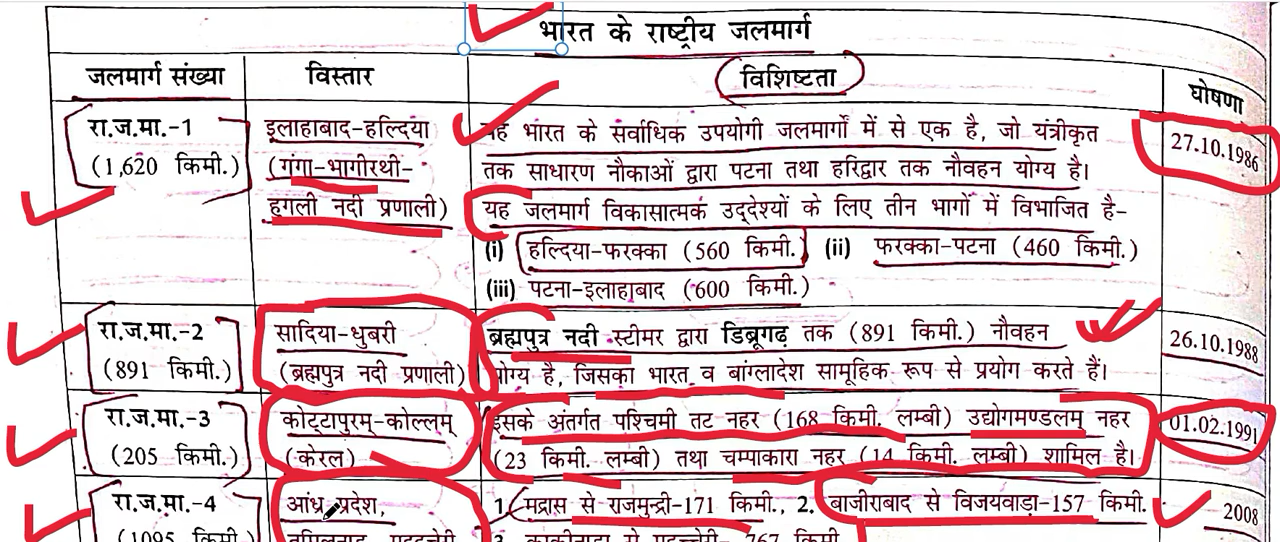 भारत के राष्ट्रीय जलमार्ग
जलमार्ग संख्या विस्तार विशिष्टता घोषणा
रा.ज.मा.-1 इलाहाबाद-हल्दिया यह भारत के सर्वाधिक उपयोगी जलमार्गों में से एक है, जो यंत्रीकृत 27.10.1986
(1,620 किमी.) (गंगा-भागीरथी- तक साधारण नौकाओं द्वारा पटना तथा हरिद्वार तक नौवहन योग्य है।
हुगली नदी प्रणाली) यह जलमार्ग विकासात्मक उद्देश्यों के लिए तीन भागों में विभाजित है-
(i) हल्दिया-फरक्का (560 किमी.) (ii) फरक्का-पटना (460 किमी.)
(iii) पटना-इलाहाबाद (600 किमी.)
रा.ज.मा.-2 सादिया-धुबरी ब्रह्मपुत्र नदी स्टीमर द्वारा डिब्रूगढ़ तक (891 किमी.) नौवहन 26.10.1988
(891 किमी.) (ब्रह्मपुत्र नदी प्रणाली) योग्य है, जिसका भारत व बांग्लादेश सामूहिक रूप से प्रयोग करते हैं।
रा.ज.मा.-3 कोट्टापुरम्-कोल्लम् इसके अंतर्गत पश्चिमी तट नहर (168 किमी. लम्बी) उद्योगमण्डलम् नहर 01.02.1991
(205 किमी.) (केरल) (23 किमी. लम्बी) तथा चम्पाकारा नहर (14 किमी. लम्बी) शामिल है।
रा.ज.मा.-4 आंध्र प्रदेश, 1. मद्रास से राजमुन्द्री-171 किमी., 2. बाजीराबाद से विजयवाड़ा-157 किमी. 2008
(1095 किमी.) 767 किमी.